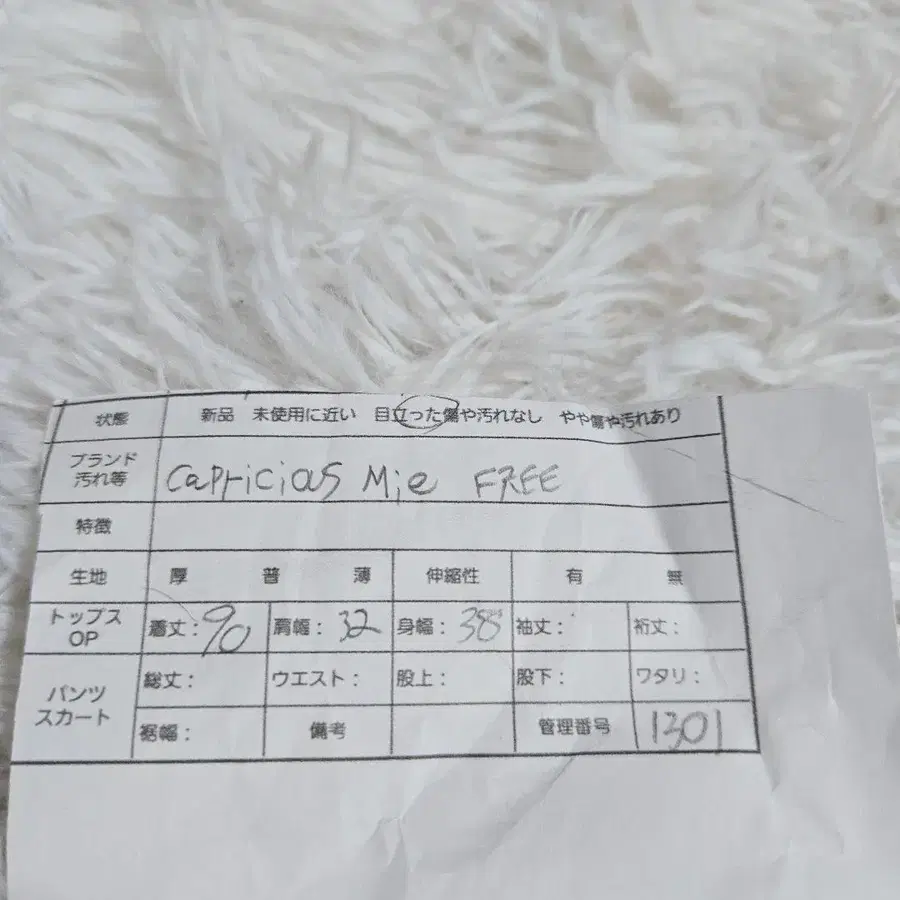 状態 新品 未使用に近い 目立った傷や汚れなし やや傷や汚れあり
ブランド
汚れ等 Capricious Mie FREE
特徴
生地 厚 普 薄 伸縮性 有 無
トップス
OP 着丈：90 肩幅：32 身幅：38 袖丈： 裄丈：
パンツ
スカート 総丈： ウエスト： 股上： 股下： ワタリ：
裾幅： 備考 管理番号 1301